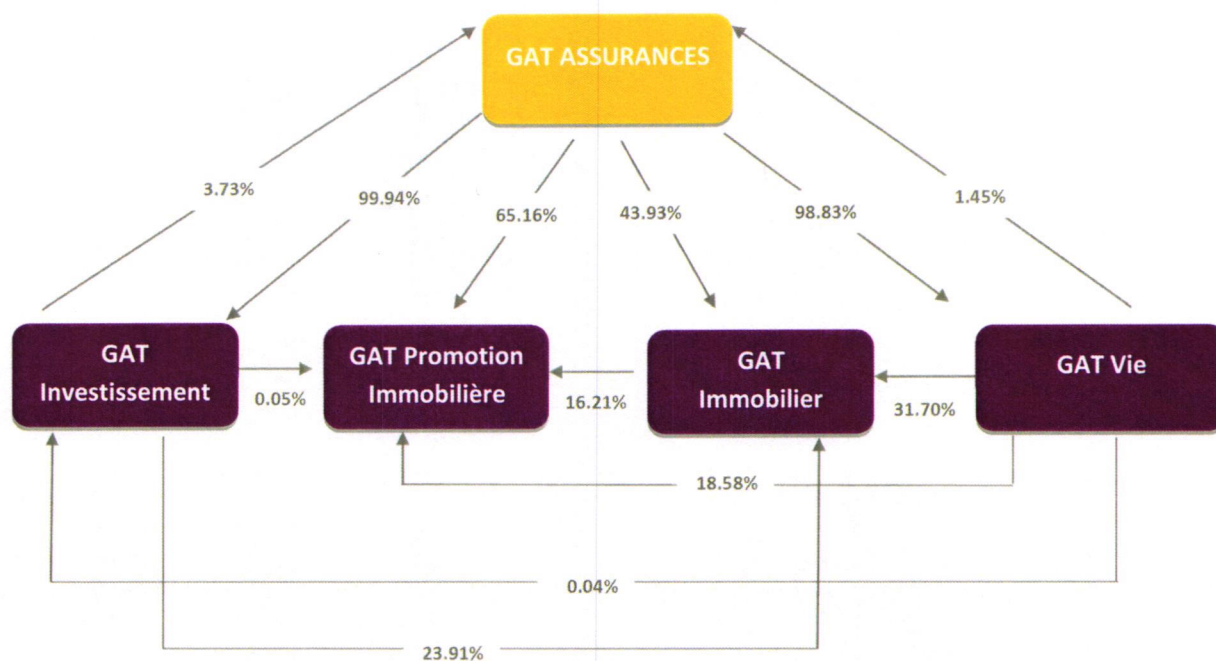 GAT ASSURANCES
3.73%
99.94%
65.16%
43.93%
98.83%
1.45%
GAT
Investissement
0.05%
GAT Promotion
Immobilière
16.21%
GAT
Immobilier
31.70%
GAT Vie
18.58%
0.04%
23.91%